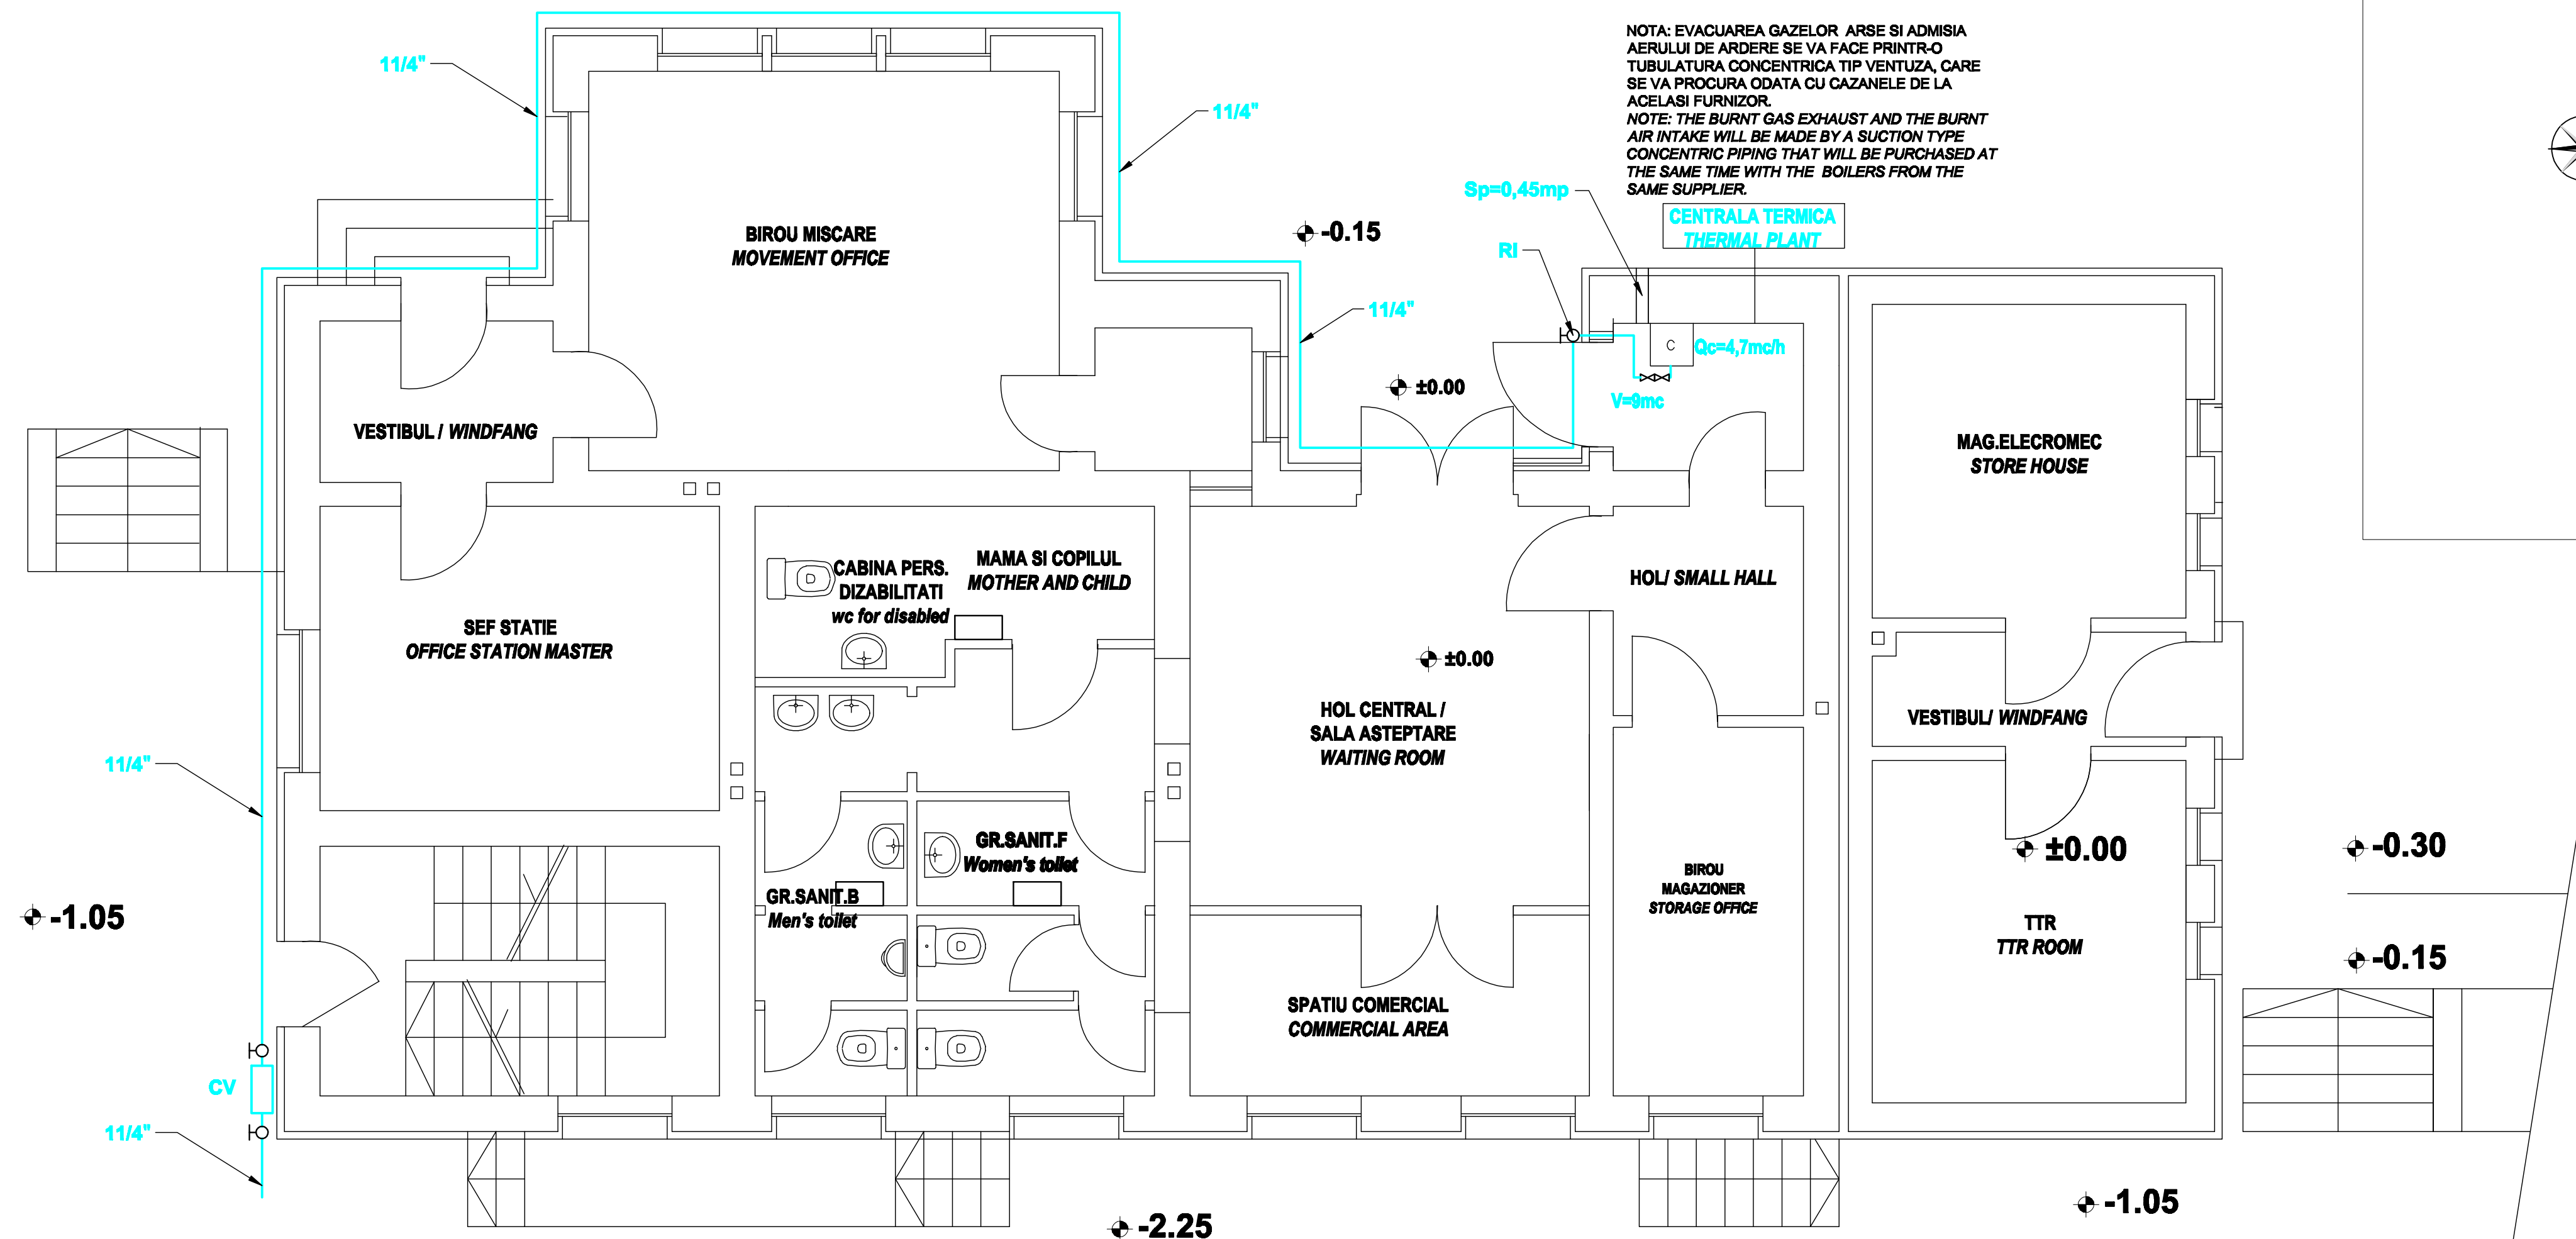 NOTA: EVACUAREA GAZELOR ARSE SI ADMISIA
AERULUI DE ARDERE SE VA FACE PRINTR-O
TUBULATURA CONCENTRICA TIP VENTUZA, CARE
SE VA PROCURA ODATA CU CAZANELE DE LA
ACELASI FURNIZOR.
NOTE: THE BURNT GAS EXHAUST AND THE BURNT
AIR INTAKE WILL BE MADE BY A SUCTION TYPE
CONCENTRIC PIPING THAT WILL BE PURCHASED AT
THE SAME TIME WITH THE BOILERS FROM THE
SAME SUPPLIER.
11/4"
11/4"
Sp=0,45mp
CENTRALA TERMICA
THERMAL PLANT
BIROU MISCARE
MOVEMENT OFFICE
-0.15
RI
11/4"
C
Qc=4,7mc/h
±0.00
V=9mc
VESTIBUL / WINDFANG
MAG.ELECROMEC
STORE HOUSE
CABINA PERS.
DIZABILITATI
wc for disabled
MAMA SI COPILUL
MOTHER AND CHILD
HOL/ SMALL HALL
SEF STATIE
OFFICE STATION MASTER
±0.00
HOL CENTRAL /
SALA ASTEPTARE
WAITING ROOM
VESTIBUL/ WINDFANG
11/4"
GR.SANIT.F
Women's toilet
GR.SANIT.B
Men's toilet
BIROU
MAGAZIONER
STORAGE OFFICE
±0.00
-0.30
-1.05
TTR
TTR ROOM
-0.15
SPATIU COMERCIAL
COMMERCIAL AREA
CV
11/4"
-2.25
-1.05